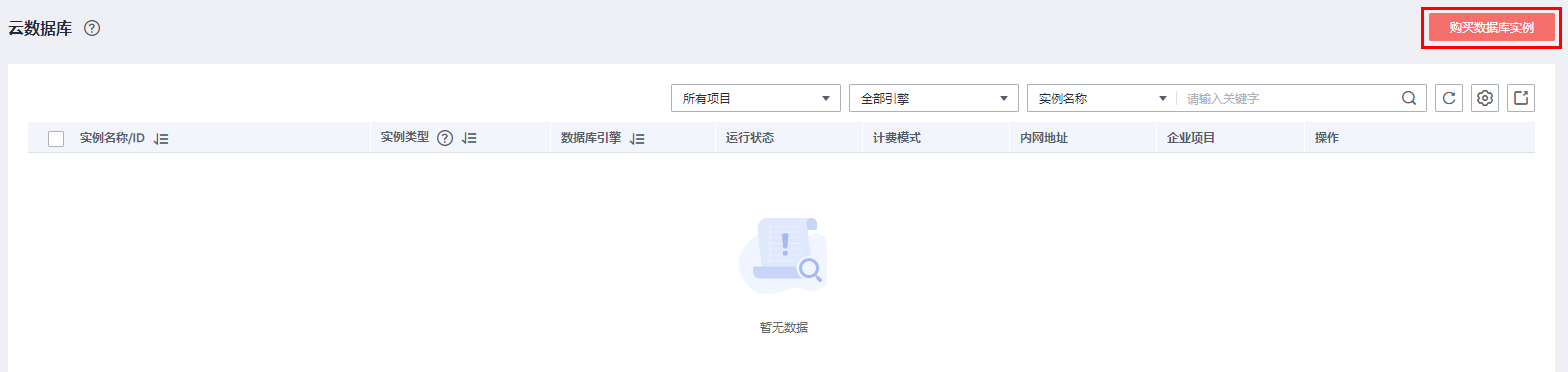 云数据库
购买数据库实例
所有项目 全部引擎 实例名称 请输入关键字
实例名称/ID 实例类型 数据库引擎 运行状态 计费模式 内网地址 企业项目 操作
暂无数据